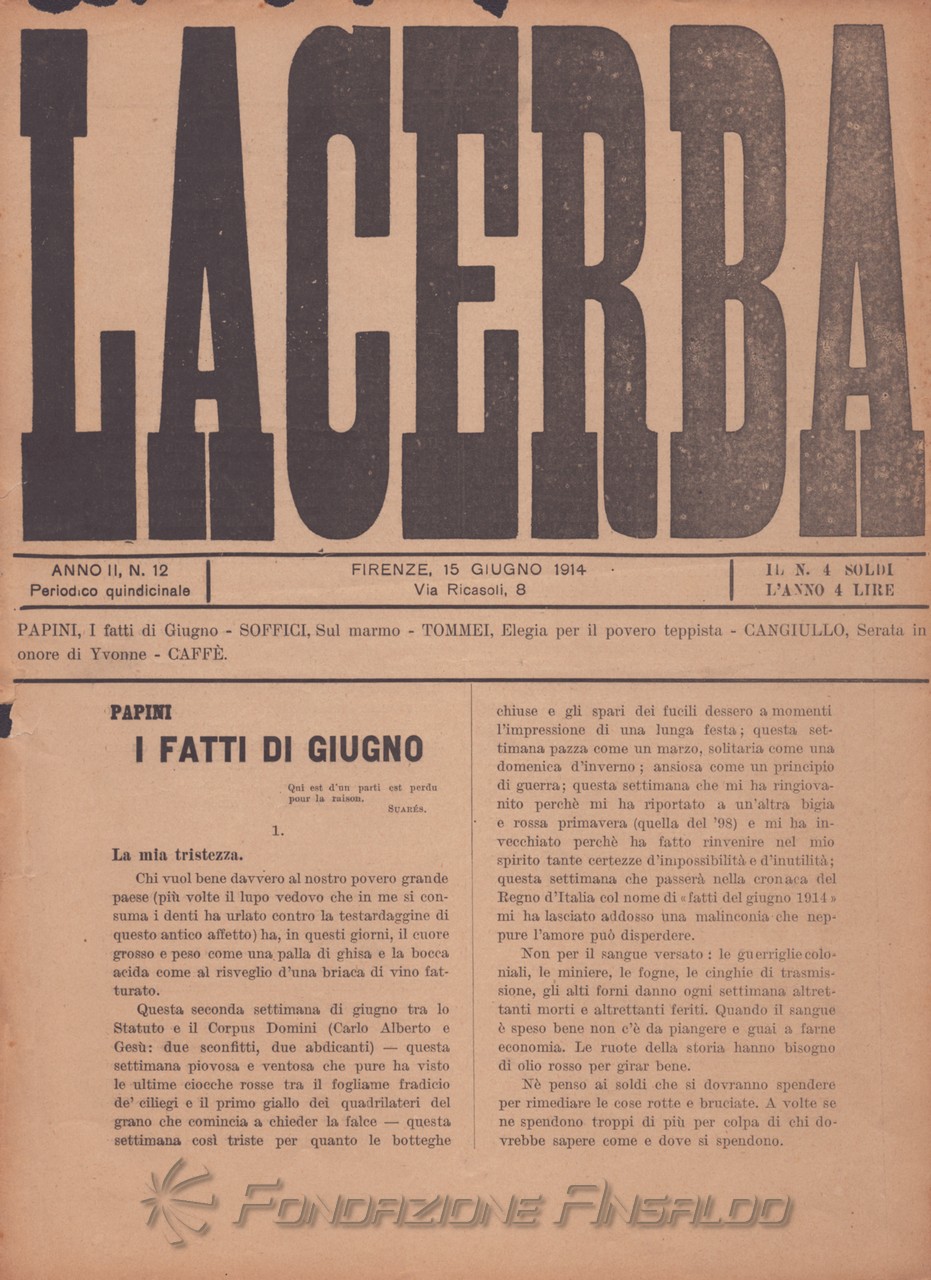 LACERBA
ANNO II, N. 12
Periodico quindicinale
FIRENZE, 15 GIUGNO 1914
Via Ricasoli, 8
IL N. 4 SOLDI
L'ANNO 4 LIRE
PAPINI, I fatti di Giugno - SOFFICI, Sul marmo - TOMMEI, Elegia per il povero teppista - CANGIULLO, Serata in
onore di Yvonne - CAFFÈ.
PAPINI
I FATTI DI GIUGNO
Qui est d'un parti est perdu
pour la raison.
SUARÉS.
1.
La mia tristezza.
Chi vuol bene davvero al nostro povero grande
paese (più volte il lupo vedovo che in me si con-
suma i denti ha urlato contro la testardaggine di
questo antico affetto) ha, in questi giorni, il cuore
grosso e peso come una palla di ghisa e la bocca
acida come al risveglio d'una briaca di vino fat-
turato.
Questa seconda settimana di giugno tra lo
Statuto e il Corpus Domini (Carlo Alberto e
Gesù: due sconfitti, due abdicanti) — questa
settimana piovosa e ventosa che pure ha visto
le ultime ciocche rosse tra il fogliame fradicio
de' ciliegi e il primo giallo dei quadrilateri del
grano che comincia a chieder la falce — questa
settimana così triste per quanto le botteghe
chiuse e gli spari dei fucili dessero a momenti
l'impressione di una lunga festa; questa set-
timana pazza come un marzo, solitaria come una
domenica d'inverno; ansiosa come un principio
di guerra; questa settimana che mi ha ringiova-
nito perchè mi ha riportato a un'altra bigia
e rossa primavera (quella del '98) e mi ha in-
vecchiato perchè ha fatto rinvenire nel mio
spirito tante certezze d'impossibilità e d'inutilità;
questa settimana che passerà nella cronaca del
Regno d'Italia col nome di «fatti del giugno 1914»
mi ha lasciato addosso una malinconia che nep-
pure l'amore può disperdere.
Non per il sangue versato: le guerriglie colo-
niali, le miniere, le fogne, le cinghie di trasmis-
sione, gli alti forni danno ogni settimana altret-
tanti morti e altrettanti feriti. Quando il sangue
è speso bene non c'è da piangere e guai a farne
economia. Le ruote della storia hanno bisogno
di olio rosso per girar bene.
Nè penso ai soldi che si dovranno spendere
per rimediare le cose rotte e bruciate. A volte se
ne spendono troppi di più per colpa di chi do-
vrebbe sapere come e dove si spendono.
FONDAZIONE ANSALDO